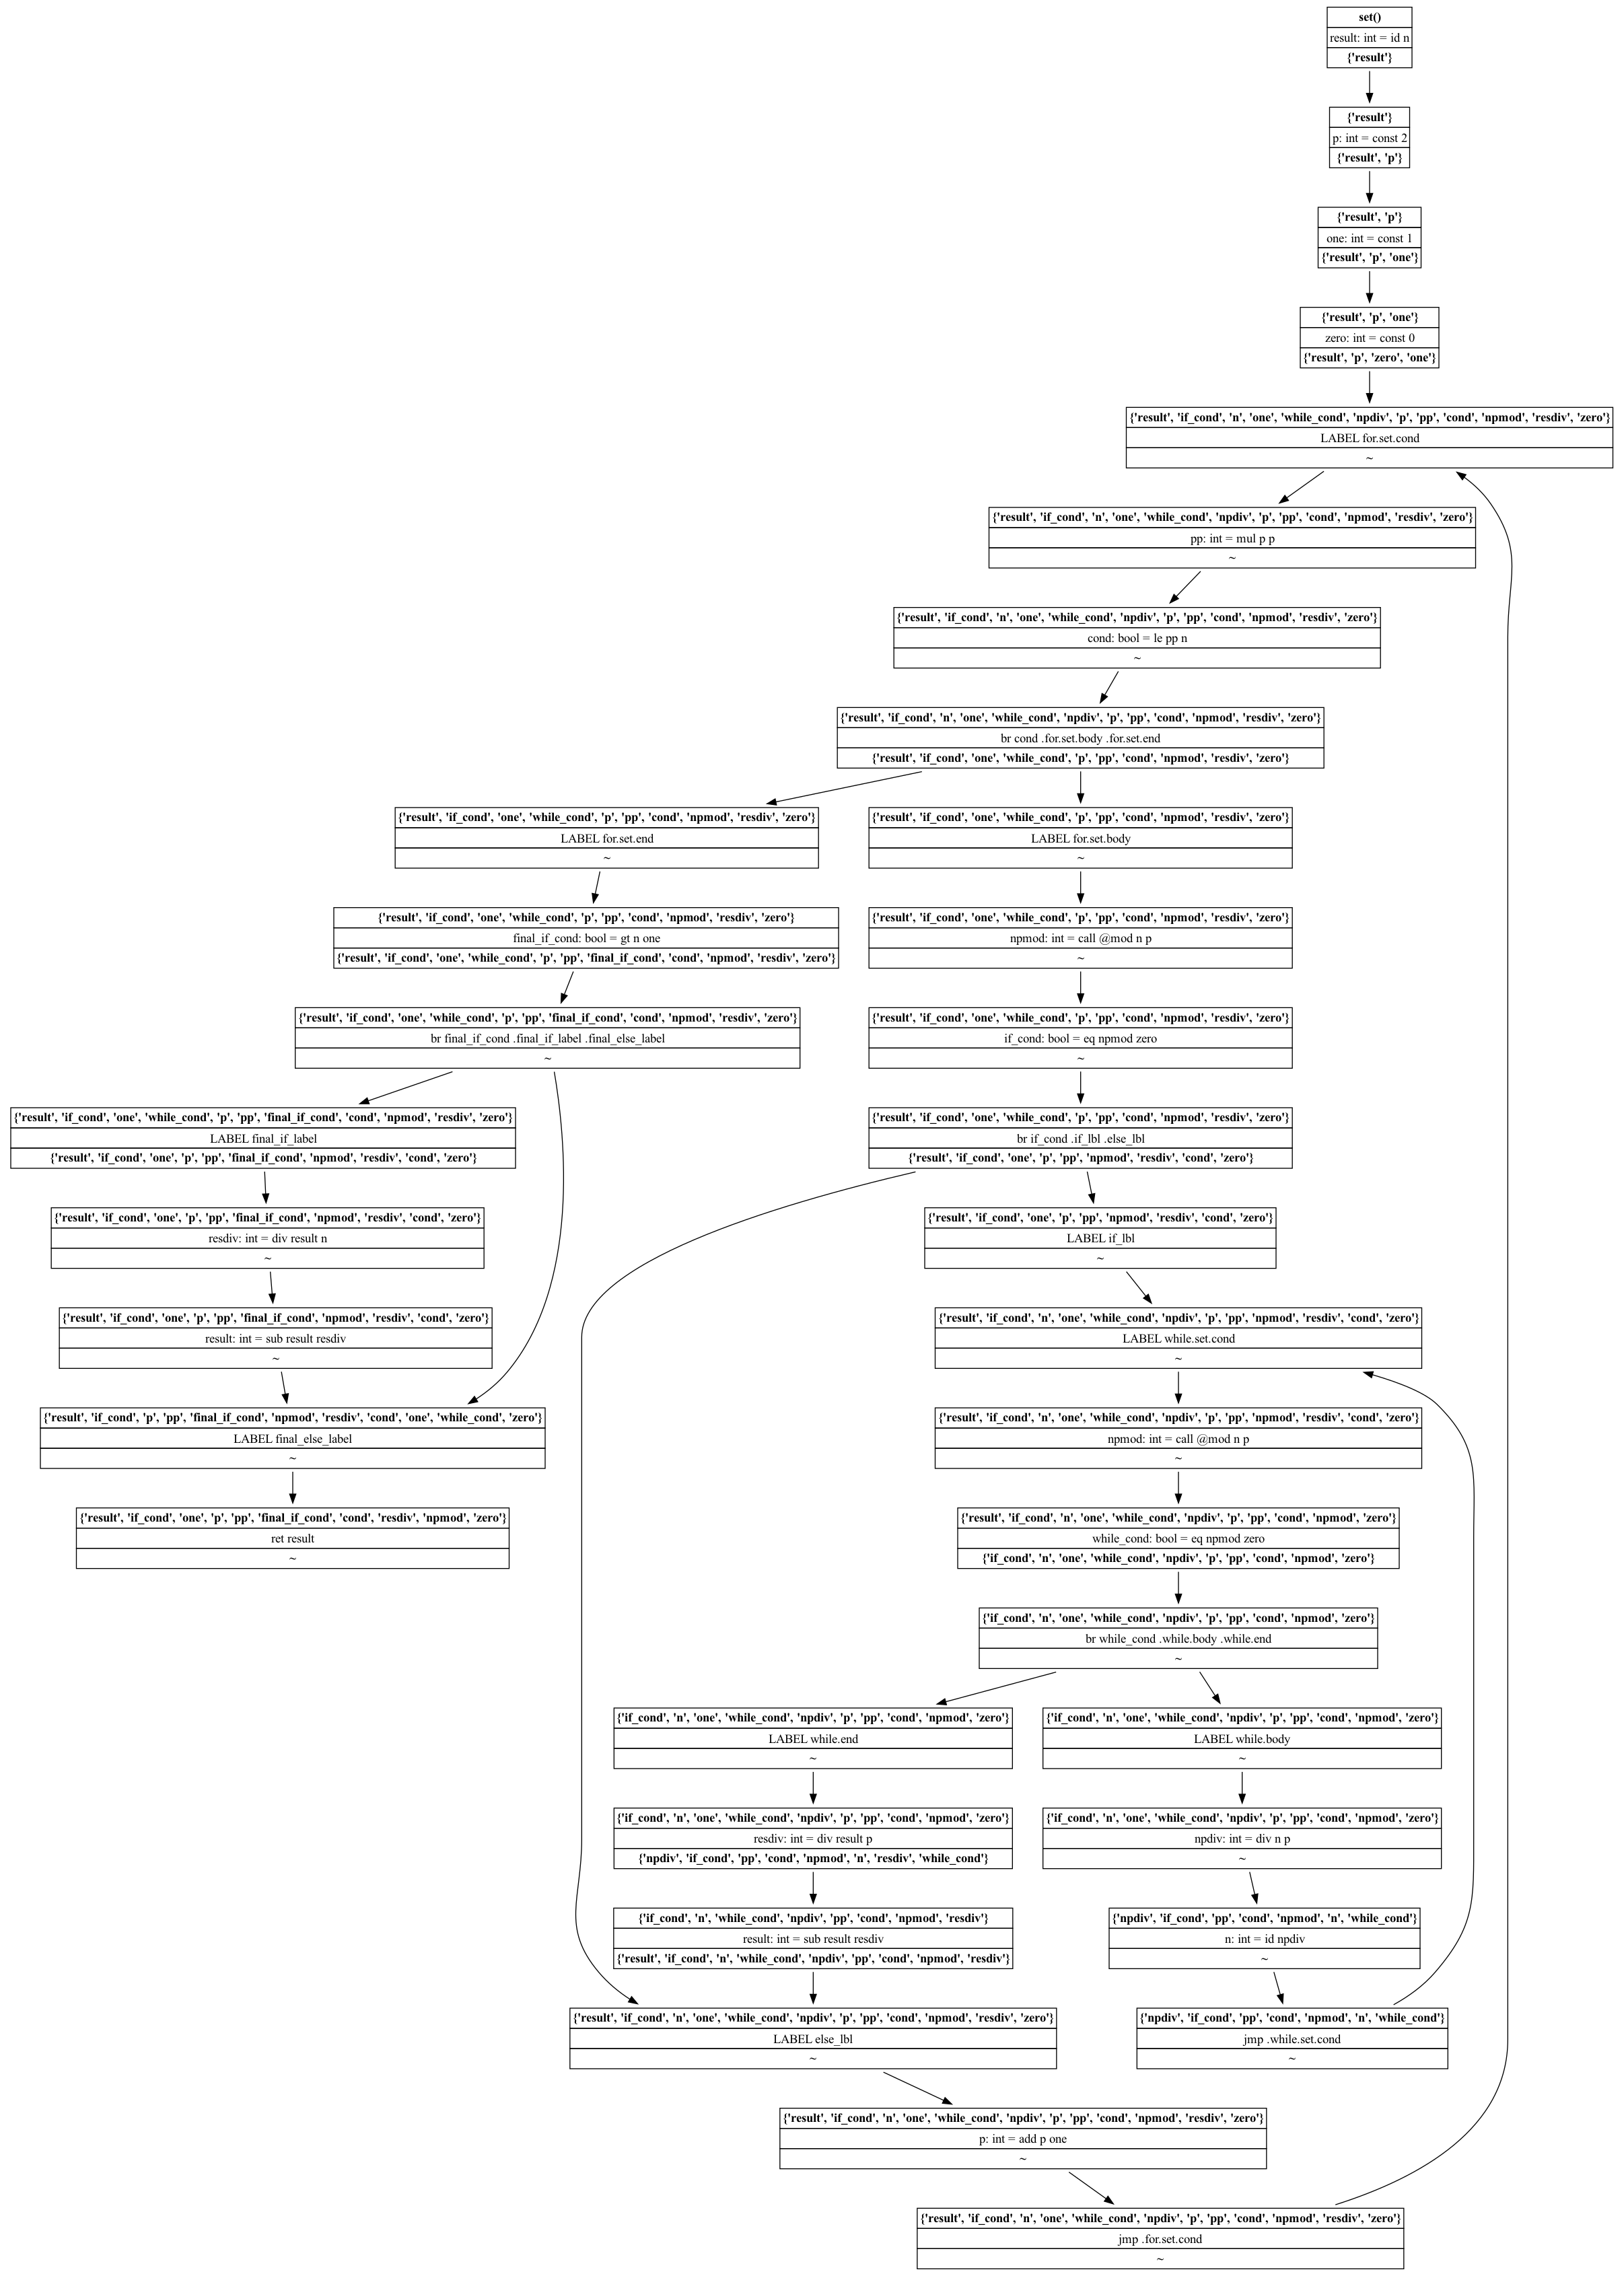 set()
result: int = id n
{'result'}
{'result'}
p: int = const 2
{'result', 'p'}
{'result', 'p'}
one: int = const 1
{'result', 'p', 'one'}
{'result', 'p', 'one'}
zero: int = const 0
{'result', 'p', 'zero', 'one'}
{'result', 'if_cond', 'n', 'one', 'while_cond', 'npdiv', 'p', 'pp', 'cond', 'npmod', 'resdiv', 'zero'}
LABEL for.set.cond
~
{'result', 'if_cond', 'n', 'one', 'while_cond', 'npdiv', 'p', 'pp', 'cond', 'npmod', 'resdiv', 'zero'}
pp: int = mul p p
~
{'result', 'if_cond', 'n', 'one', 'while_cond', 'npdiv', 'p', 'pp', 'cond', 'npmod', 'resdiv', 'zero'}
cond: bool = le pp n
~
{'result', 'if_cond', 'n', 'one', 'while_cond', 'npdiv', 'p', 'pp', 'cond', 'npmod', 'resdiv', 'zero'}
br cond .for.set.body .for.set.end
{'result', 'if_cond', 'one', 'while_cond', 'p', 'pp', 'cond', 'npmod', 'resdiv', 'zero'}
{'result', 'if_cond', 'one', 'while_cond', 'p', 'pp', 'cond', 'npmod', 'resdiv', 'zero'}
LABEL for.set.end
~
{'result', 'if_cond', 'one', 'while_cond', 'p', 'pp', 'cond', 'npmod', 'resdiv', 'zero'}
final_if_cond: bool = gt n one
{'result', 'if_cond', 'one', 'while_cond', 'p', 'pp', 'final_if_cond', 'cond', 'npmod', 'resdiv', 'zero'}
{'result', 'if_cond', 'one', 'while_cond', 'p', 'pp', 'final_if_cond', 'cond', 'npmod', 'resdiv', 'zero'}
br final_if_cond .final_if_label .final_else_label
~
{'result', 'if_cond', 'one', 'while_cond', 'p', 'pp', 'final_if_cond', 'cond', 'npmod', 'resdiv', 'zero'}
LABEL final_if_label
{'result', 'if_cond', 'one', 'p', 'pp', 'final_if_cond', 'npmod', 'resdiv', 'cond', 'zero'}
{'result', 'if_cond', 'one', 'p', 'pp', 'final_if_cond', 'npmod', 'resdiv', 'cond', 'zero'}
resdiv: int = div result n
~
{'result', 'if_cond', 'one', 'p', 'pp', 'final_if_cond', 'npmod', 'resdiv', 'cond', 'zero'}
result: int = sub result resdiv
~
{'result', 'if_cond', 'p', 'pp', 'final_if_cond', 'npmod', 'resdiv', 'cond', 'one', 'while_cond', 'zero'}
LABEL final_else_label
~
{'result', 'if_cond', 'one', 'p', 'pp', 'final_if_cond', 'cond', 'resdiv', 'npmod', 'zero'}
ret result
~
{'result', 'if_cond', 'one', 'while_cond', 'p', 'pp', 'cond', 'npmod', 'resdiv', 'zero'}
LABEL for.set.body
~
{'result', 'if_cond', 'one', 'while_cond', 'p', 'pp', 'cond', 'npmod', 'resdiv', 'zero'}
npmod: int = call @mod n p
~
{'result', 'if_cond', 'one', 'while_cond', 'p', 'pp', 'cond', 'npmod', 'resdiv', 'zero'}
if_cond: bool = eq npmod zero
~
{'result', 'if_cond', 'one', 'while_cond', 'p', 'pp', 'cond', 'npmod', 'resdiv', 'zero'}
br if_cond .if_lbl .else_lbl
{'result', 'if_cond', 'one', 'p', 'pp', 'npmod', 'resdiv', 'cond', 'zero'}
{'result', 'if_cond', 'one', 'p', 'pp', 'npmod', 'resdiv', 'cond', 'zero'}
LABEL if_lbl
~
{'result', 'if_cond', 'n', 'one', 'while_cond', 'npdiv', 'p', 'pp', 'npmod', 'resdiv', 'cond', 'zero'}
LABEL while.set.cond
~
{'result', 'if_cond', 'n', 'one', 'while_cond', 'npdiv', 'p', 'pp', 'npmod', 'resdiv', 'cond', 'zero'}
npmod: int = call @mod n p
~
{'result', 'if_cond', 'n', 'one', 'while_cond', 'npdiv', 'p', 'pp', 'cond', 'npmod', 'zero'}
while_cond: bool = eq npmod zero
{'if_cond', 'n', 'one', 'while_cond', 'npdiv', 'p', 'pp', 'cond', 'npmod', 'zero'}
{'if_cond', 'n', 'one', 'while_cond', 'npdiv', 'p', 'pp', 'cond', 'npmod', 'zero'}
br while_cond .while.body .while.end
~
{'if_cond', 'n', 'one', 'while_cond', 'npdiv', 'p', 'pp', 'cond', 'npmod', 'zero'}
LABEL while.end
~
{'if_cond', 'n', 'one', 'while_cond', 'npdiv', 'p', 'pp', 'cond', 'npmod', 'zero'}
resdiv: int = div result p
{'npdiv', 'if_cond', 'pp', 'cond', 'npmod', 'n', 'resdiv', 'while_cond'}
{'if_cond', 'n', 'while_cond', 'npdiv', 'pp', 'cond', 'npmod', 'resdiv'}
result: int = sub result resdiv
{'result', 'if_cond', 'n', 'while_cond', 'npdiv', 'pp', 'cond', 'npmod', 'resdiv'}
{'if_cond', 'n', 'one', 'while_cond', 'npdiv', 'p', 'pp', 'cond', 'npmod', 'zero'}
LABEL while.body
~
{'if_cond', 'n', 'one', 'while_cond', 'npdiv', 'p', 'pp', 'cond', 'npmod', 'zero'}
npdiv: int = div n p
~
{'npdiv', 'if_cond', 'pp', 'cond', 'npmod', 'n', 'while_cond'}
n: int = id npdiv
~
{'npdiv', 'if_cond', 'pp', 'cond', 'npmod', 'n', 'while_cond'}
jmp .while.set.cond
~
{'result', 'if_cond', 'n', 'one', 'while_cond', 'npdiv', 'p', 'pp', 'cond', 'npmod', 'resdiv', 'zero'}
LABEL else_lbl
~
{'result', 'if_cond', 'n', 'one', 'while_cond', 'npdiv', 'p', 'pp', 'cond', 'npmod', 'resdiv', 'zero'}
p: int = add p one
~
{'result', 'if_cond', 'n', 'one', 'while_cond', 'npdiv', 'p', 'pp', 'cond', 'npmod', 'resdiv', 'zero'}
jmp .for.set.cond
~